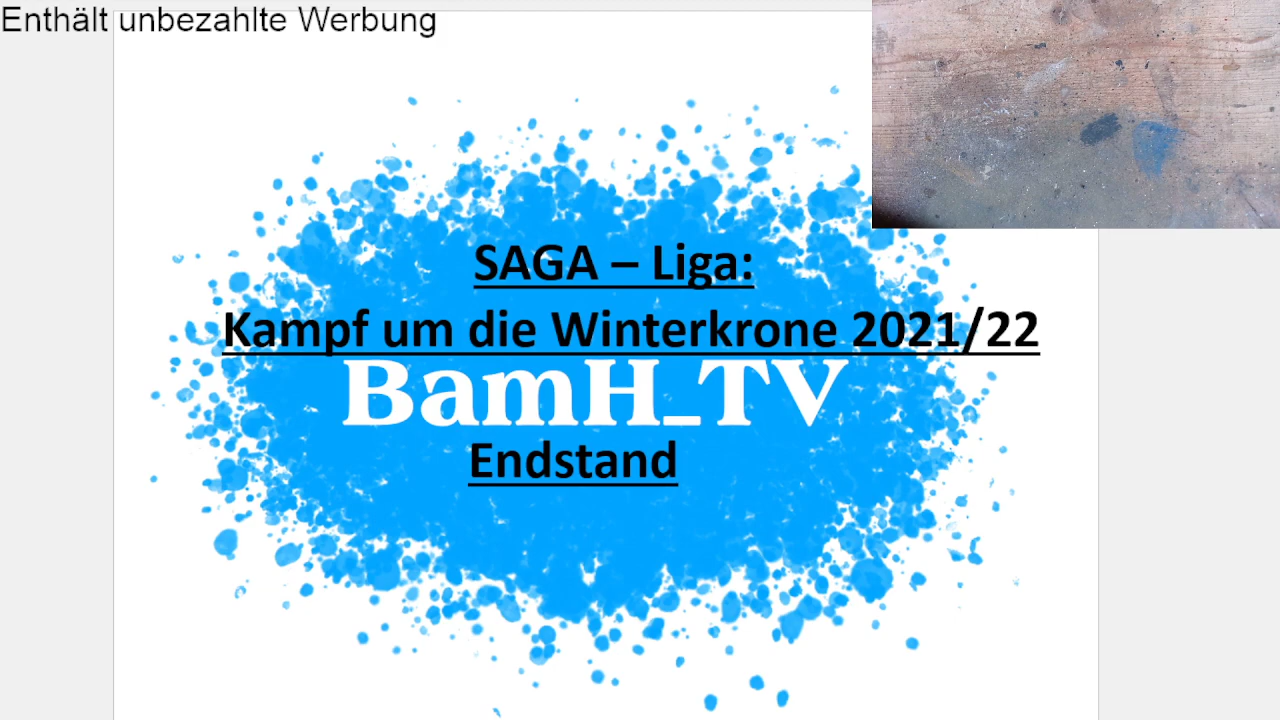 Enthält unbezahlte Werbung
SAGA – Liga:
Kampf um die Winterkrone 2021/22
BamH_TV
Endstand